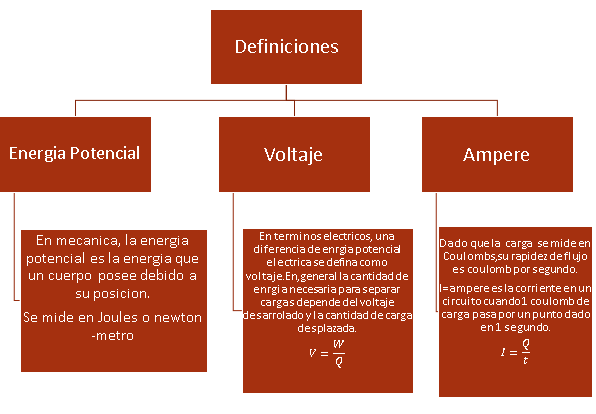 Definiciones
Energia Potencial
Voltaje
Ampere
En mecanica, la energia
potencial es la energia que
un cuerpo posee debido a
su posicion.
Se mide en Joules o newton
-metro
En terminos electricos, una
diferencia de enrgia potencial
electrica se defina como
voltaje.En,general la cantidad de
enrgia necesaria para separar
cargas depende del voltaje
desarrolado y la cantidad de carga
desplazada.
V = W/Q
Dado que la carga se mide en
Coulombs,su rapidez de flujo
es coulomb por segundo.
I=ampere es la corriente en un
circuito cuando 1 coulomb de
carga pasa por un punto dado
en 1 segundo.
I = Q/t